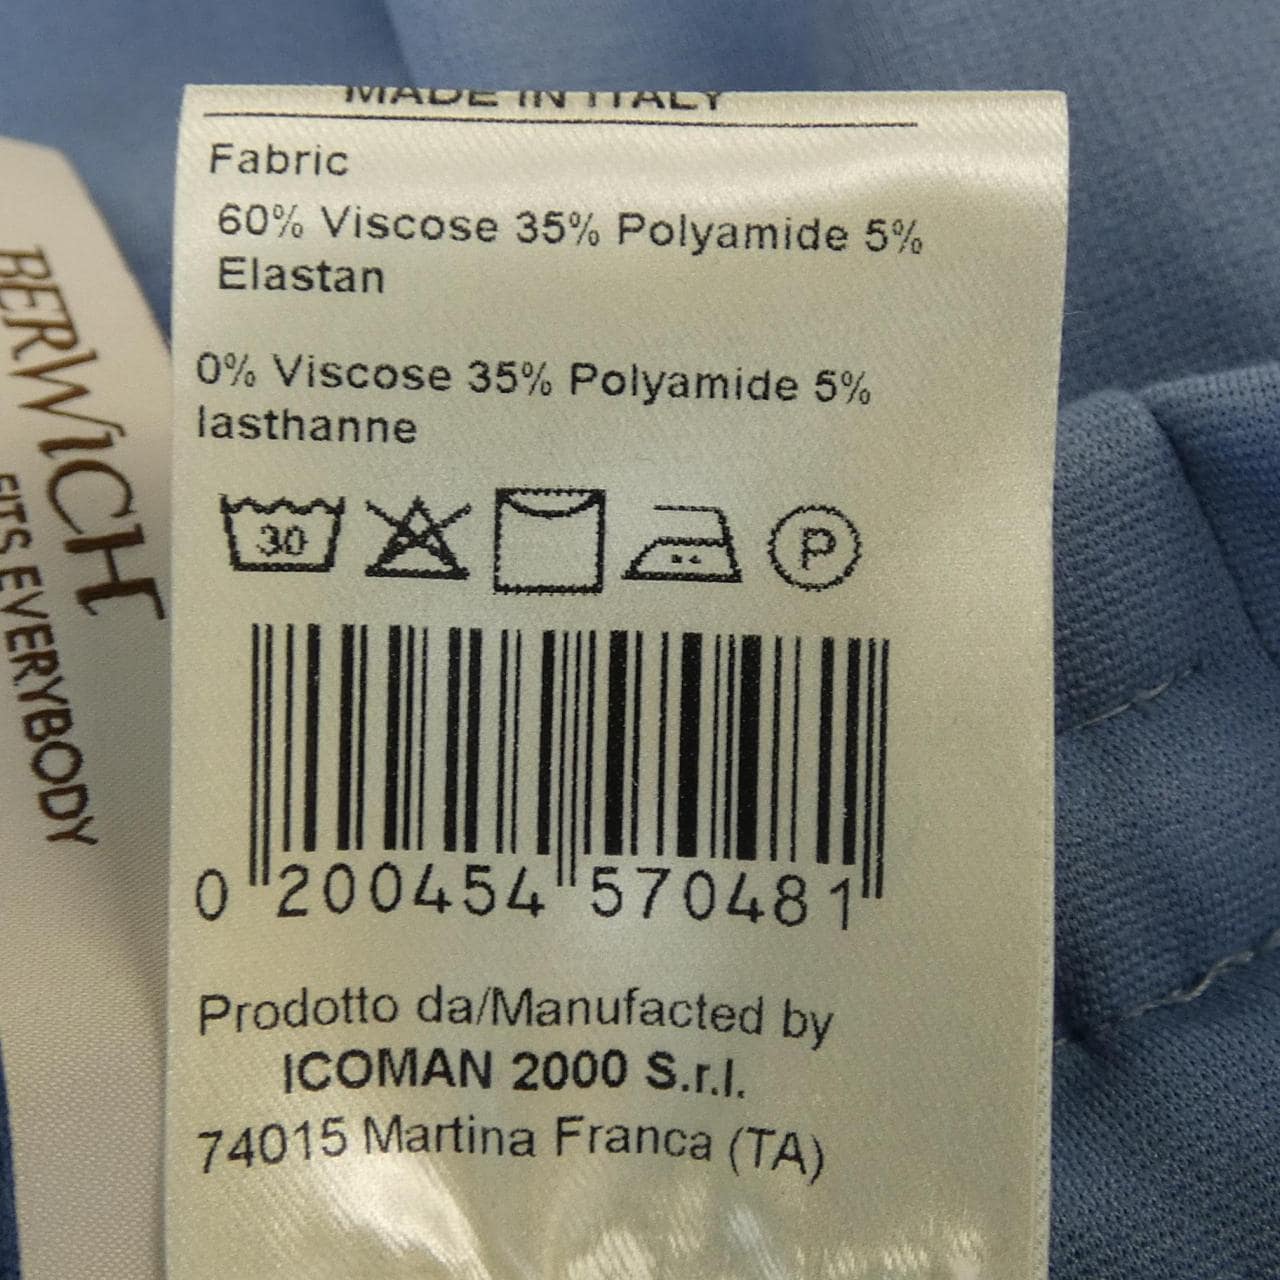 MADE IN ITALY
Fabric
60% Viscose 35% Polyamide 5%
Elastan
0% Viscose 35% Polyamide 5%
lasthanne
30
P
0 200454 570481
Prodotto da/Manufacted by
ICOMAN 2000 S.r.l.
74015 Martina Franca (TA)
BERWICH
FITS EVERYBODY